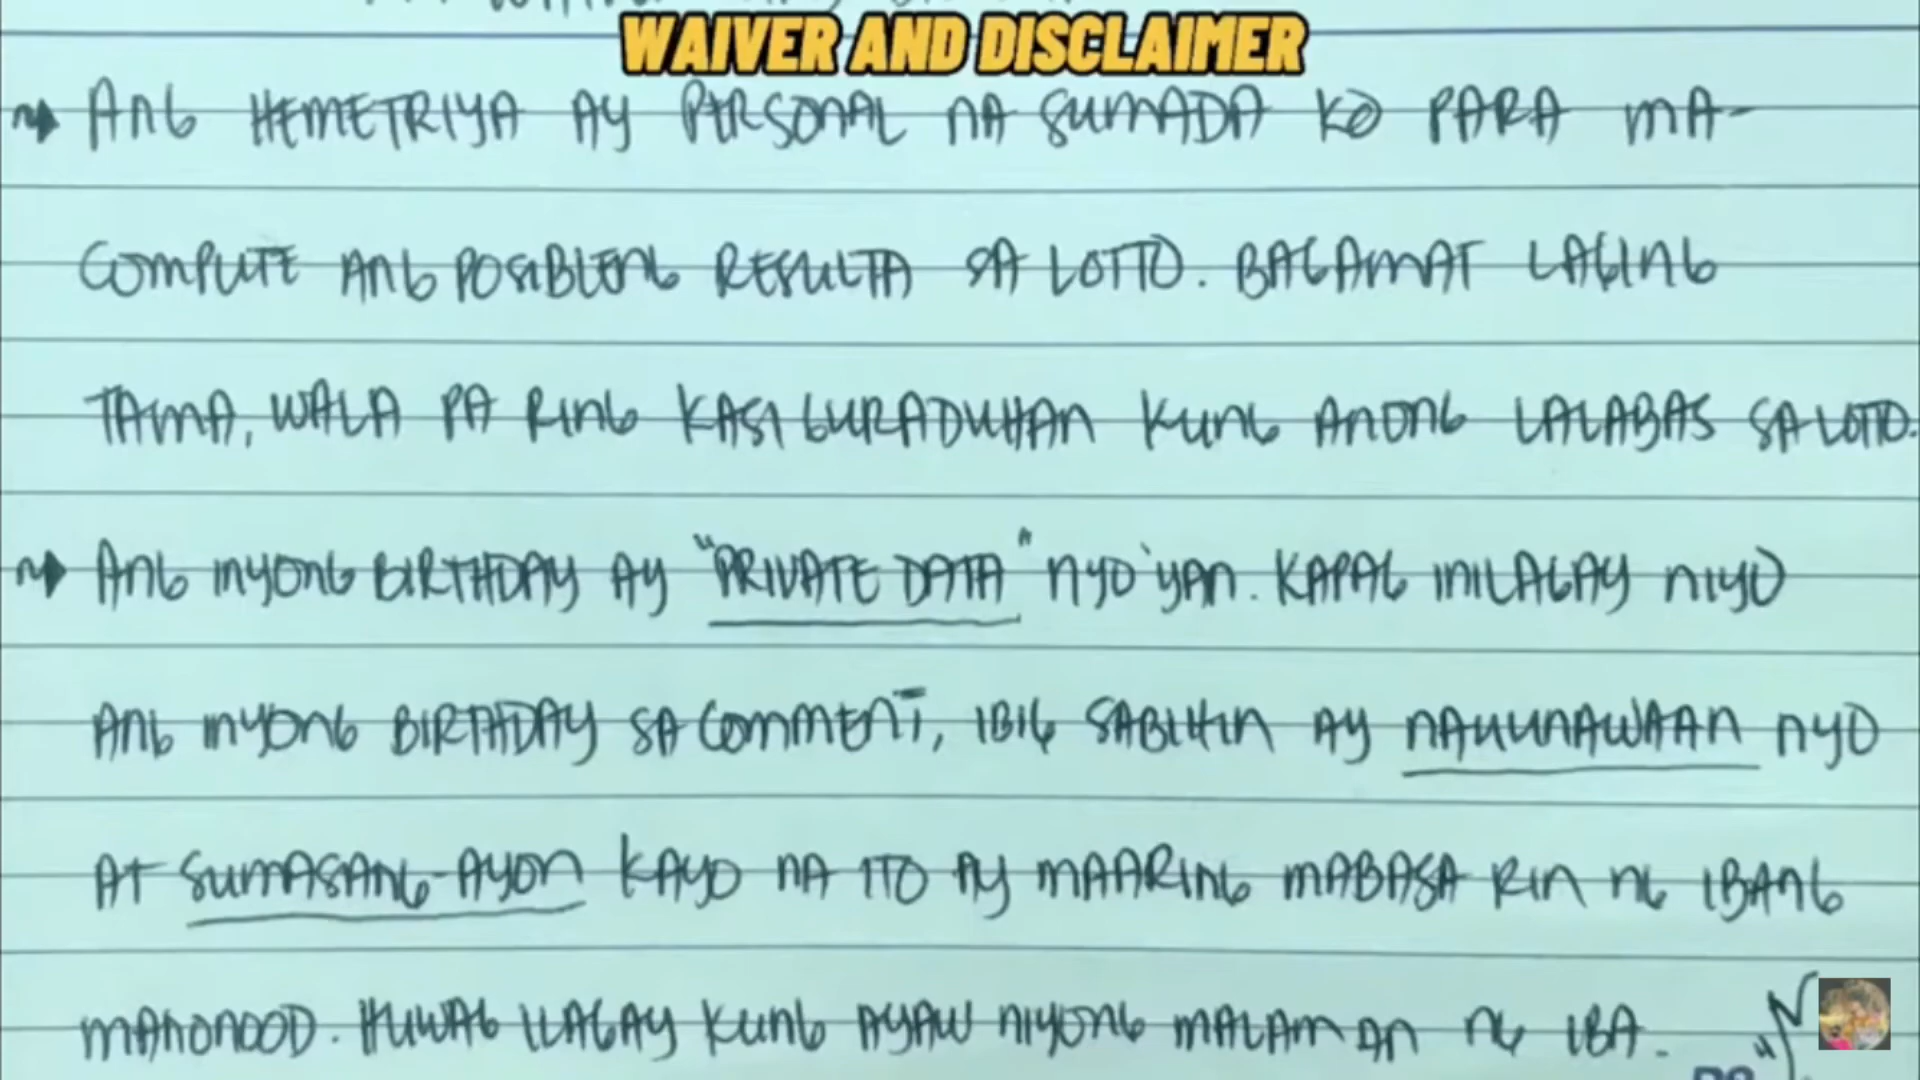 WAIVER AND DISCLAIMER
ANG HEMETRIYA AY PERSONAL NA SUMADA KO PARA MA-
COMPUTE ANG POSIBLENG RESULTA SA LOTTO. BAGAMAT LAGING
TAMA, WALA PA RING KASIGURADUHAN KUNG ANONG LALABAS SA LOTTO.
ANG INYONG BIRTHDAY AY "PRIVATE DATA" NYO 'YAN. KAPAG INILAGAY NIYO
ANG INYONG BIRTHDAY SA COMMENT, IBIG SABIHIN AY NAUUNAWAAN NYO
AT SUMASANG-AYON KAYO NA ITO AY MAARING MABASA RIN NG IBANG
MANONOOD. HUWAG ILAGAY KUNG AYAW NIYONG MALAMAN NG IBA.